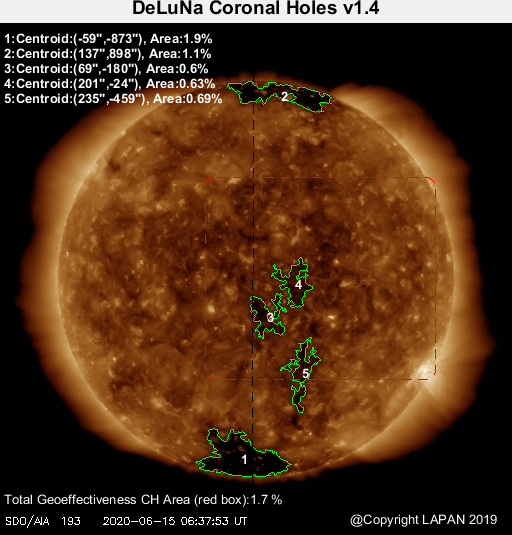 DeLuNa Coronal Holes v1.4
1:Centroid:(-59",-873"), Area:1.9%
2:Centroid:(137",898"), Area:1.1%
3:Centroid:(69",-180"), Area:0.6%
4:Centroid:(201",-24"), Area:0.63%
5:Centroid:(235",-459"), Area:0.69%
2
4
3
5
1
Total Geoeffectiveness CH Area (red box):1.7 %
SDO/AIA 193 2020-06-15 06:37:53 UT
@Copyright LAPAN 2019